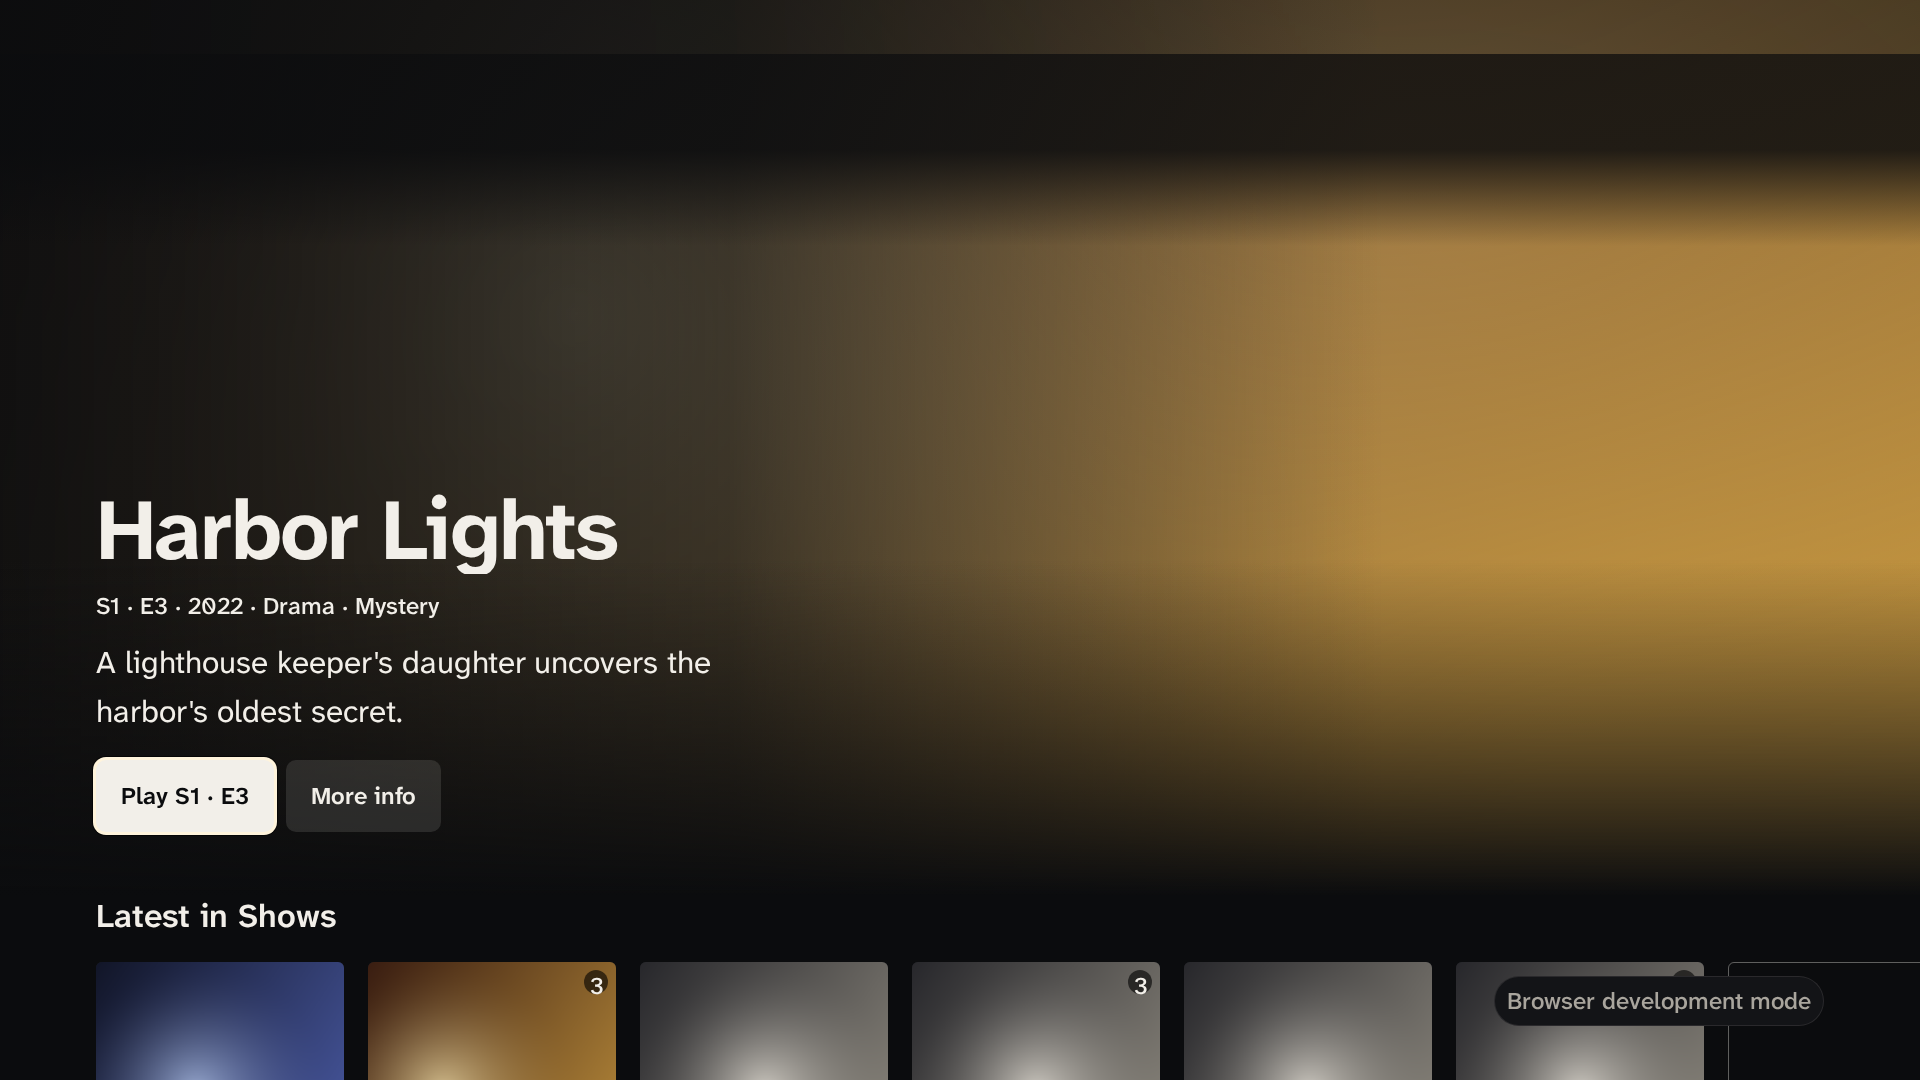 Harbor Lights
S1 · E3 · 2022 · Drama · Mystery
A lighthouse keeper's daughter uncovers the
harbor's oldest secret.
Play S1 · E3
More info
Latest in Shows
3
3
Browser development mode